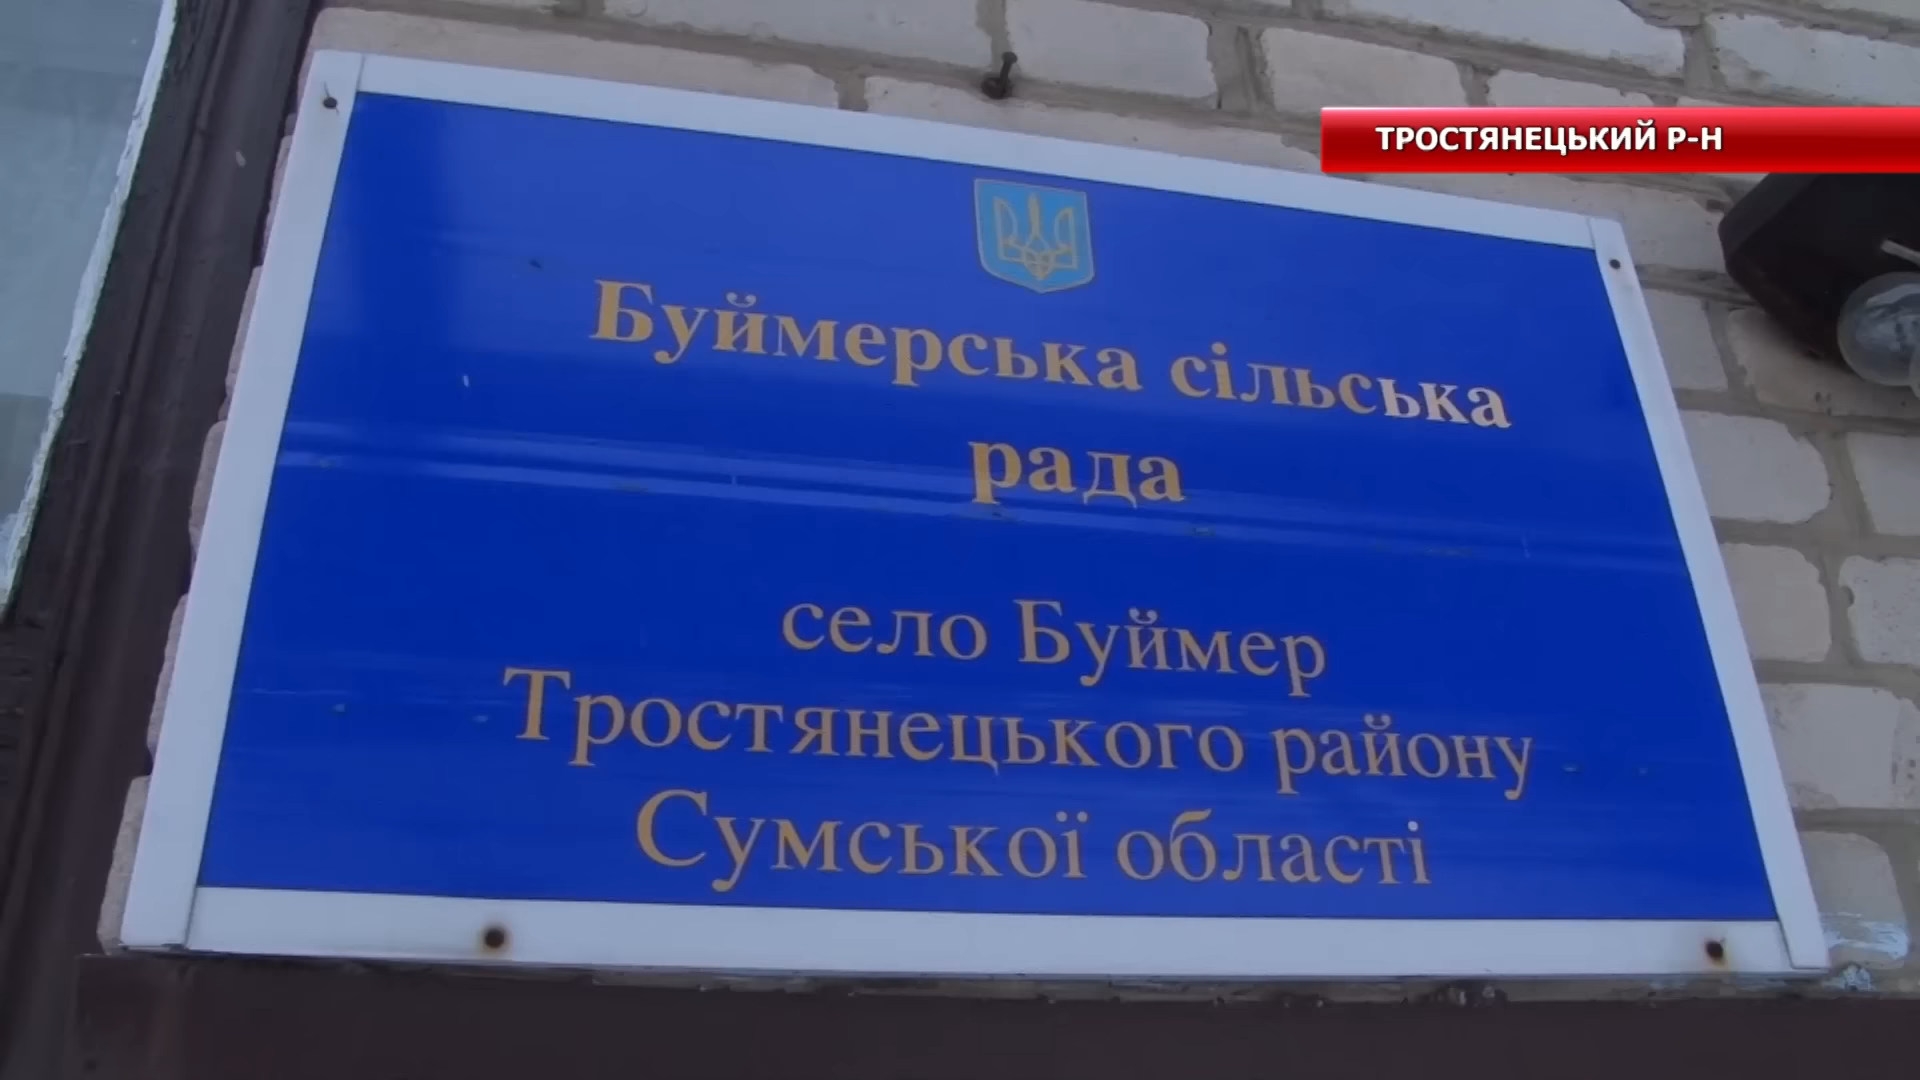 ТРОСТЯНЕЦЬКИЙ Р-Н
Буймерська сільська
рада
село Буймер
Тростянецького району
Сумської області